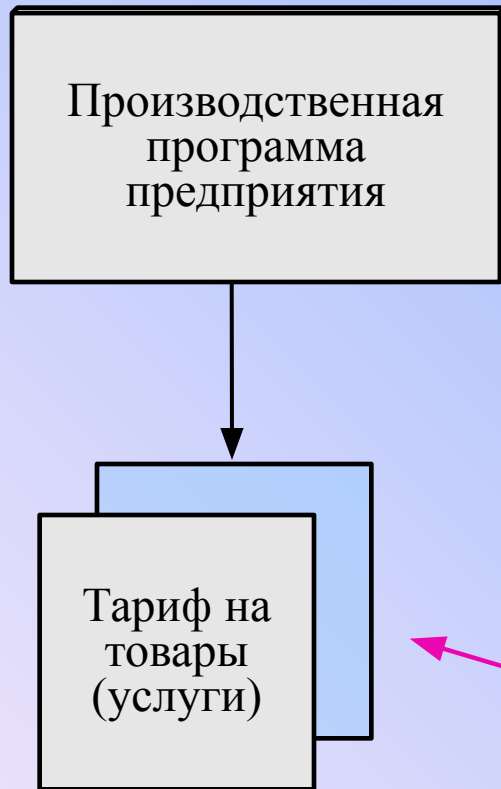 Производственная
программа
предприятия
Тариф на
товары
(услуги)